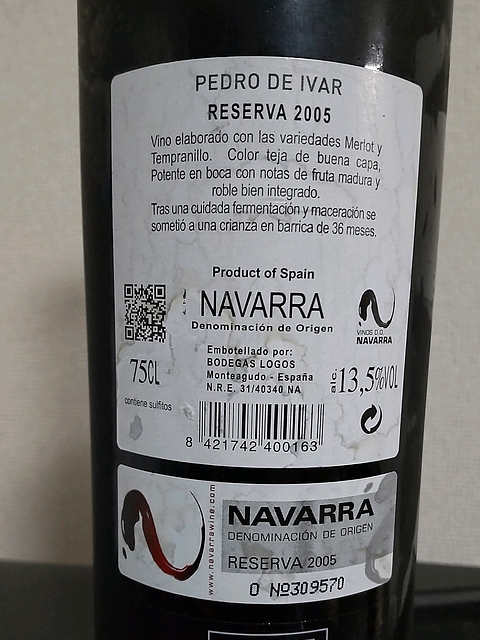 PEDRO DE IVAR
RESERVA 2005
Vino elaborado con las variedades Merlot y
Tempranillo. Color teja de buena capa,
Potente en boca con notas de fruta madura y
roble bien integrado.
Tras una cuidada fermentación y maceración se
sometió a una crianza en barrica de 36 meses.
Product of Spain
NAVARRA
Denominación de Origen
VINOS D.O.
NAVARRA
Embotellado por:
BODEGAS LOGOS
Monteagudo - España
N.R.E. 31/40340 NA
75CL
contiene sulfitos
alc 13,5%VOL
8 421742 400163
www.navarrawine.com
NAVARRA
DENOMINACIÓN DE ORIGEN
RESERVA 2005
O Nº309570